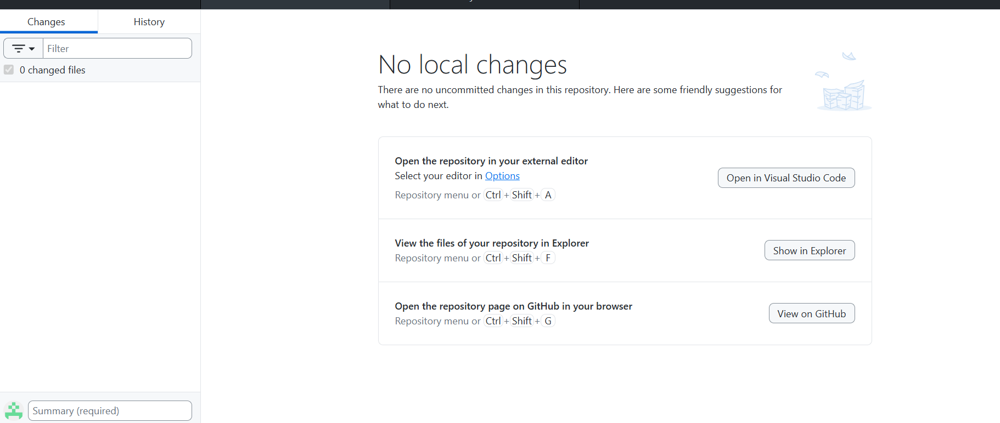 Changes
History
Filter
0 changed files
No local changes
There are no uncommitted changes in this repository. Here are some friendly suggestions for
what to do next.
Open the repository in your external editor
Select your editor in Options
Repository menu or Ctrl + Shift + A
Open in Visual Studio Code
View the files of your repository in Explorer
Repository menu or Ctrl + Shift + F
Show in Explorer
Open the repository page on GitHub in your browser
Repository menu or Ctrl + Shift + G
View on GitHub
Summary (required)